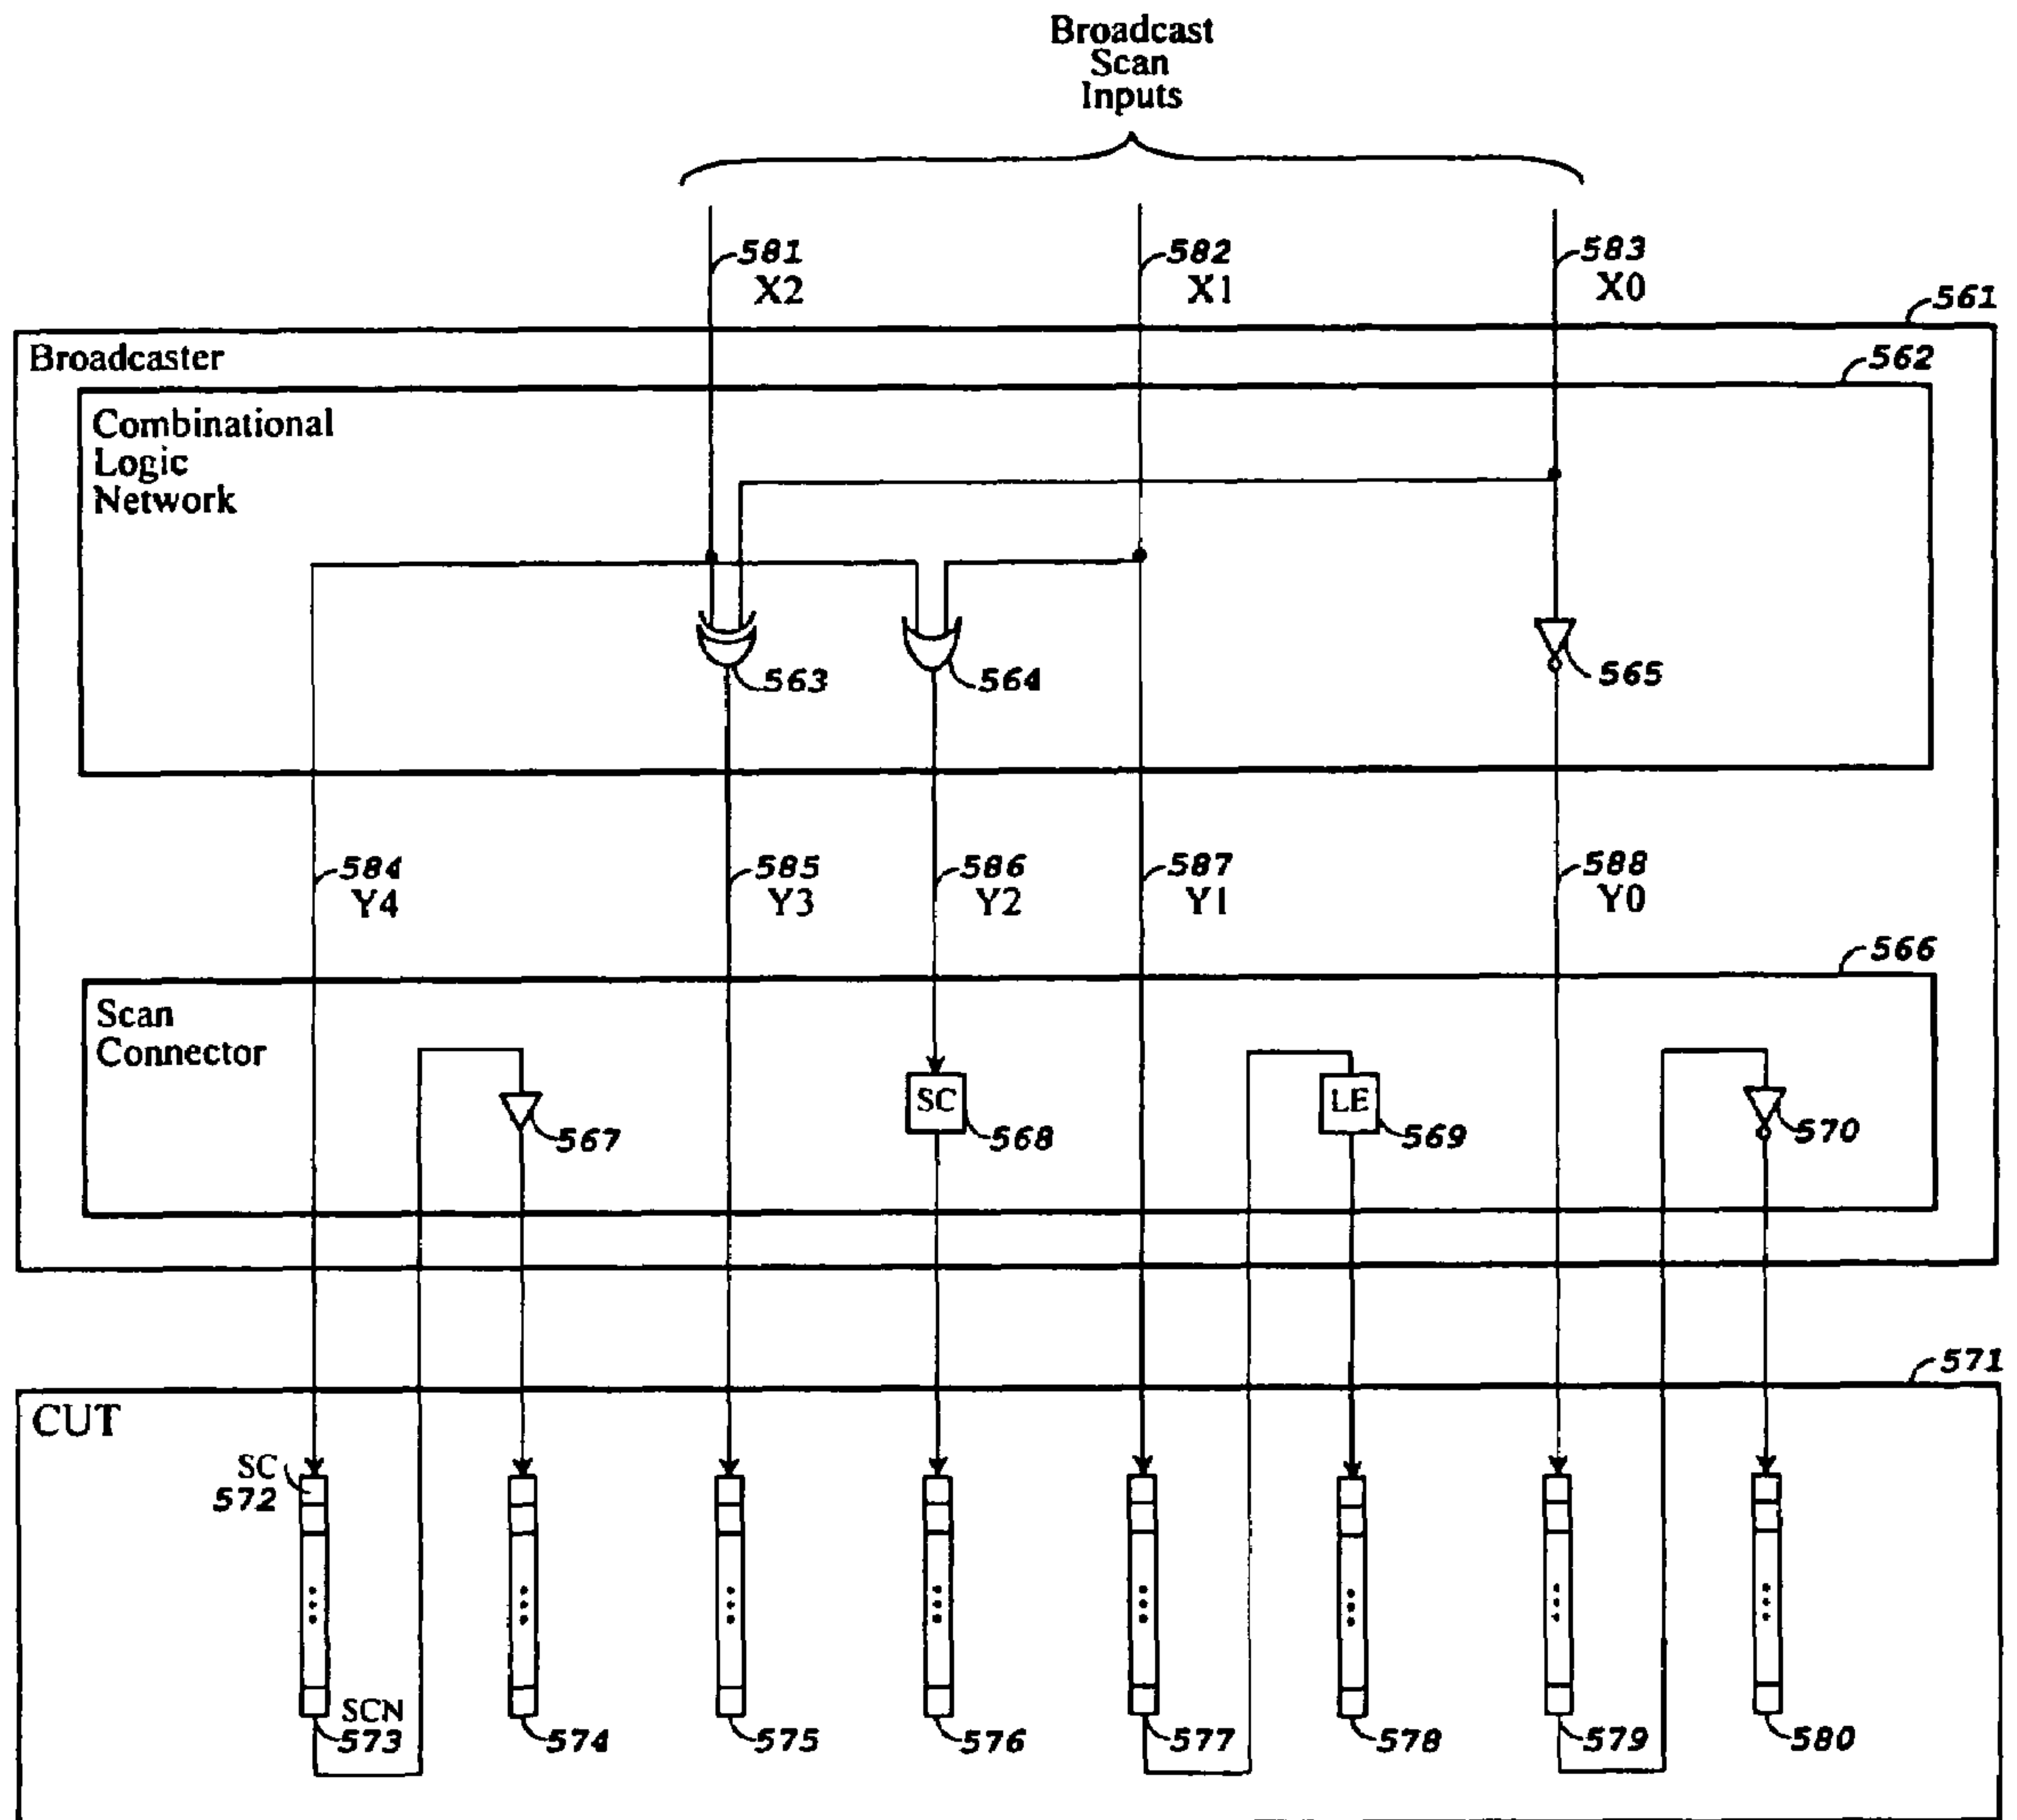 Broadcast
Scan
Inputs
581
X2
582
X1
583
X0
561
Broadcaster
562
Combinational
Logic
Network
563
564
565
584
Y4
585
Y3
586
Y2
587
Y1
588
Y0
566
Scan
Connector
567
SC
568
LE
569
570
571
CUT
SC
572
SCN
573
574
575
576
577
578
579
580